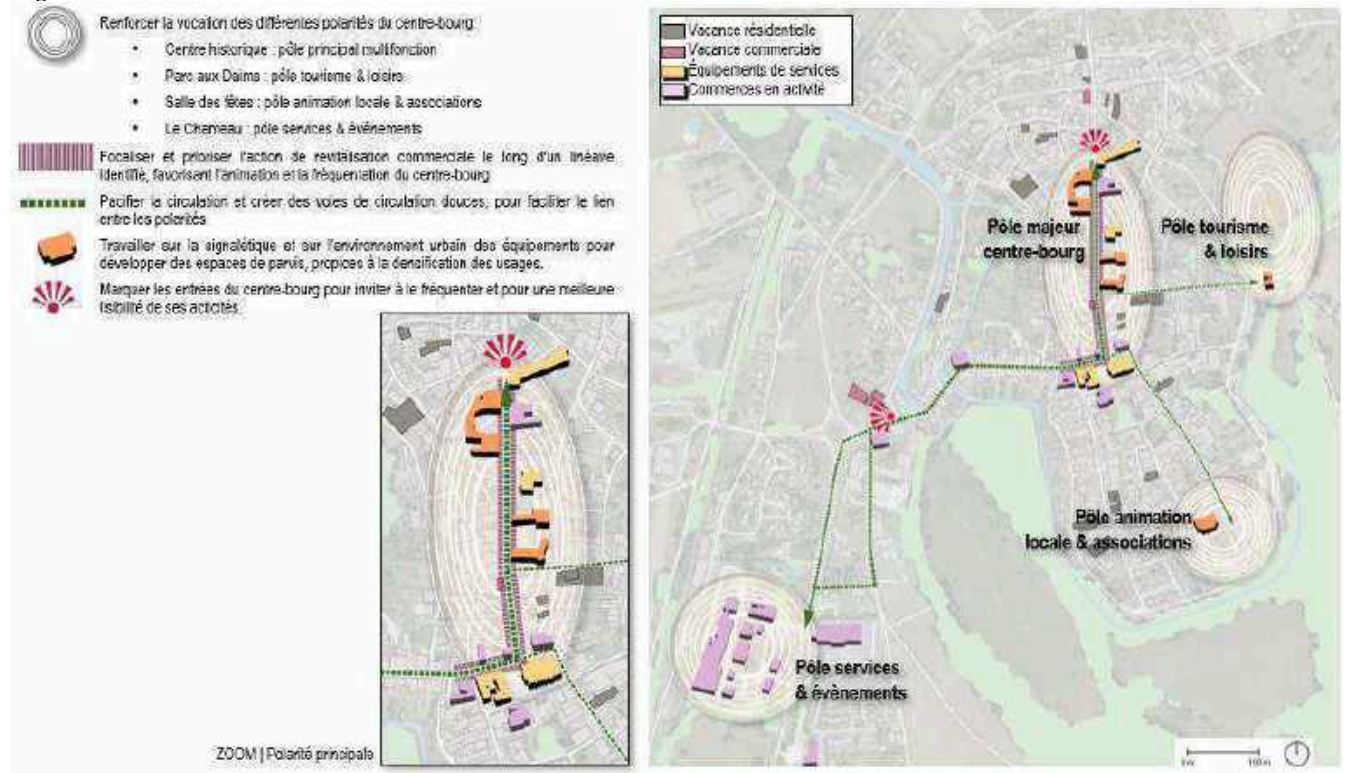 Renforcer la vocation des différentes polarités du centre-bourg
• Centre historique : pôle principal multifonction
• Parc aux Daims : pôle tourisme & loisirs
• Salle des fêtes : pôle animation locale & associations
• Le Chameau : pôle services & événements
Focaliser et prioriser l'action de revitalisation commerciale le long d'un linéaire
identifié, favorisant l'animation et la fréquentation du centre-bourg
Pacifier la circulation et créer des voies de circulation douces, pour faciliter le lien
entre les polarités
Travailler sur la signalétique et sur l'environnement urbain des équipements pour
développer des espaces de parvis, propices à la densification des usages.
Marquer les entrées du centre-bourg pour inviter à le fréquenter et pour une meilleure
lisibilité de ses activités.
ZOOM | Polarité principale
Vacance résidentielle
Vacance commerciale
Équipements de services
Commerces en activité
Pôle majeur
centre-bourg
Pôle tourisme
& loisirs
Pôle animation
locale & associations
Pôle services
& évènements
0 m